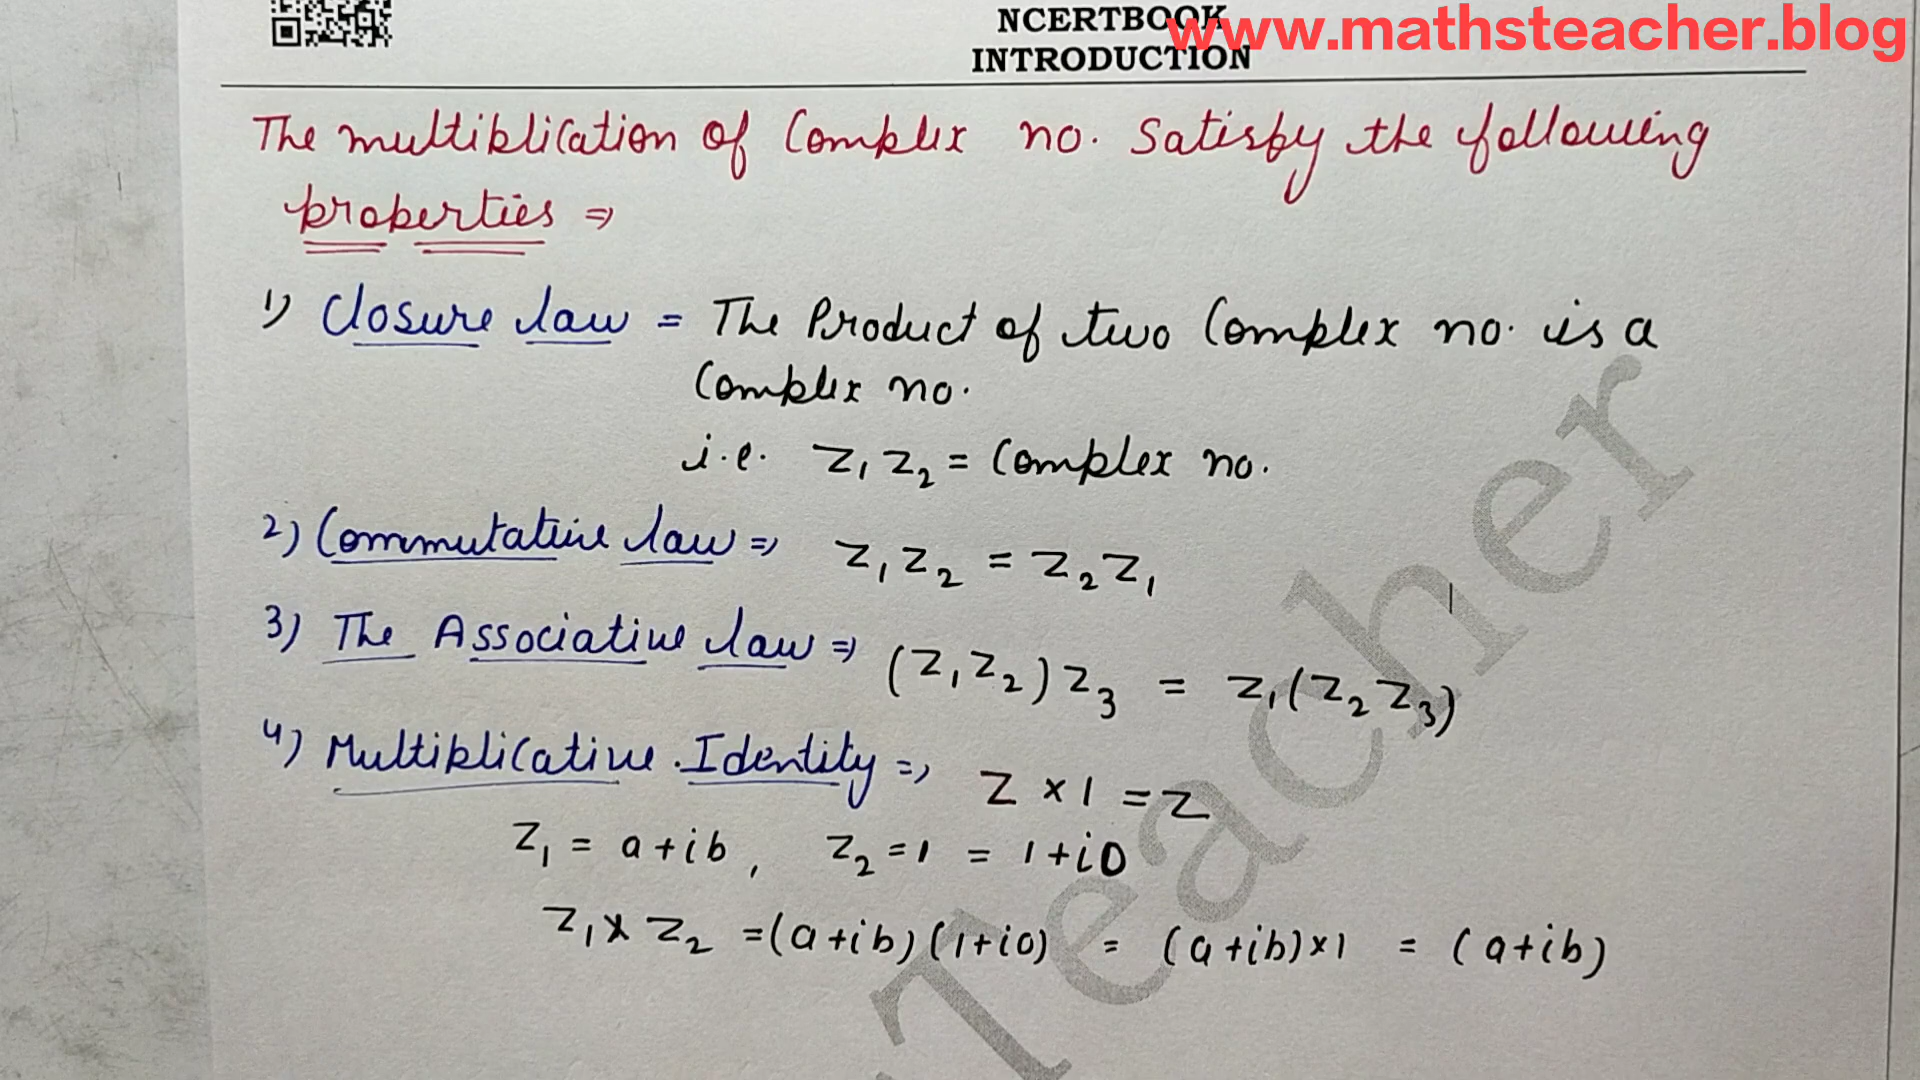 NCERTBOOK
www.mathsteacher.blog
INTRODUCTION
The multiplication of Complex no. Satisfy the following
properties ⇒
1) Closure law = The Product of two Complex no. is a
Complex no.
i.e. Z₁Z₂ = Complex no.
2) Commutative law ⇒ Z₁Z₂ = Z₂Z₁
3) The Associative law ⇒ (Z₁Z₂)Z₃ = Z₁(Z₂Z₃)
4) Multiplicative Identity ⇒ Z × 1 = Z
Z₁ = a+ib, Z₂ = 1 = 1+i0
Z₁ × Z₂ = (a+ib)(1+i0) = (a+ib)×1 = (a+ib)
Teacher